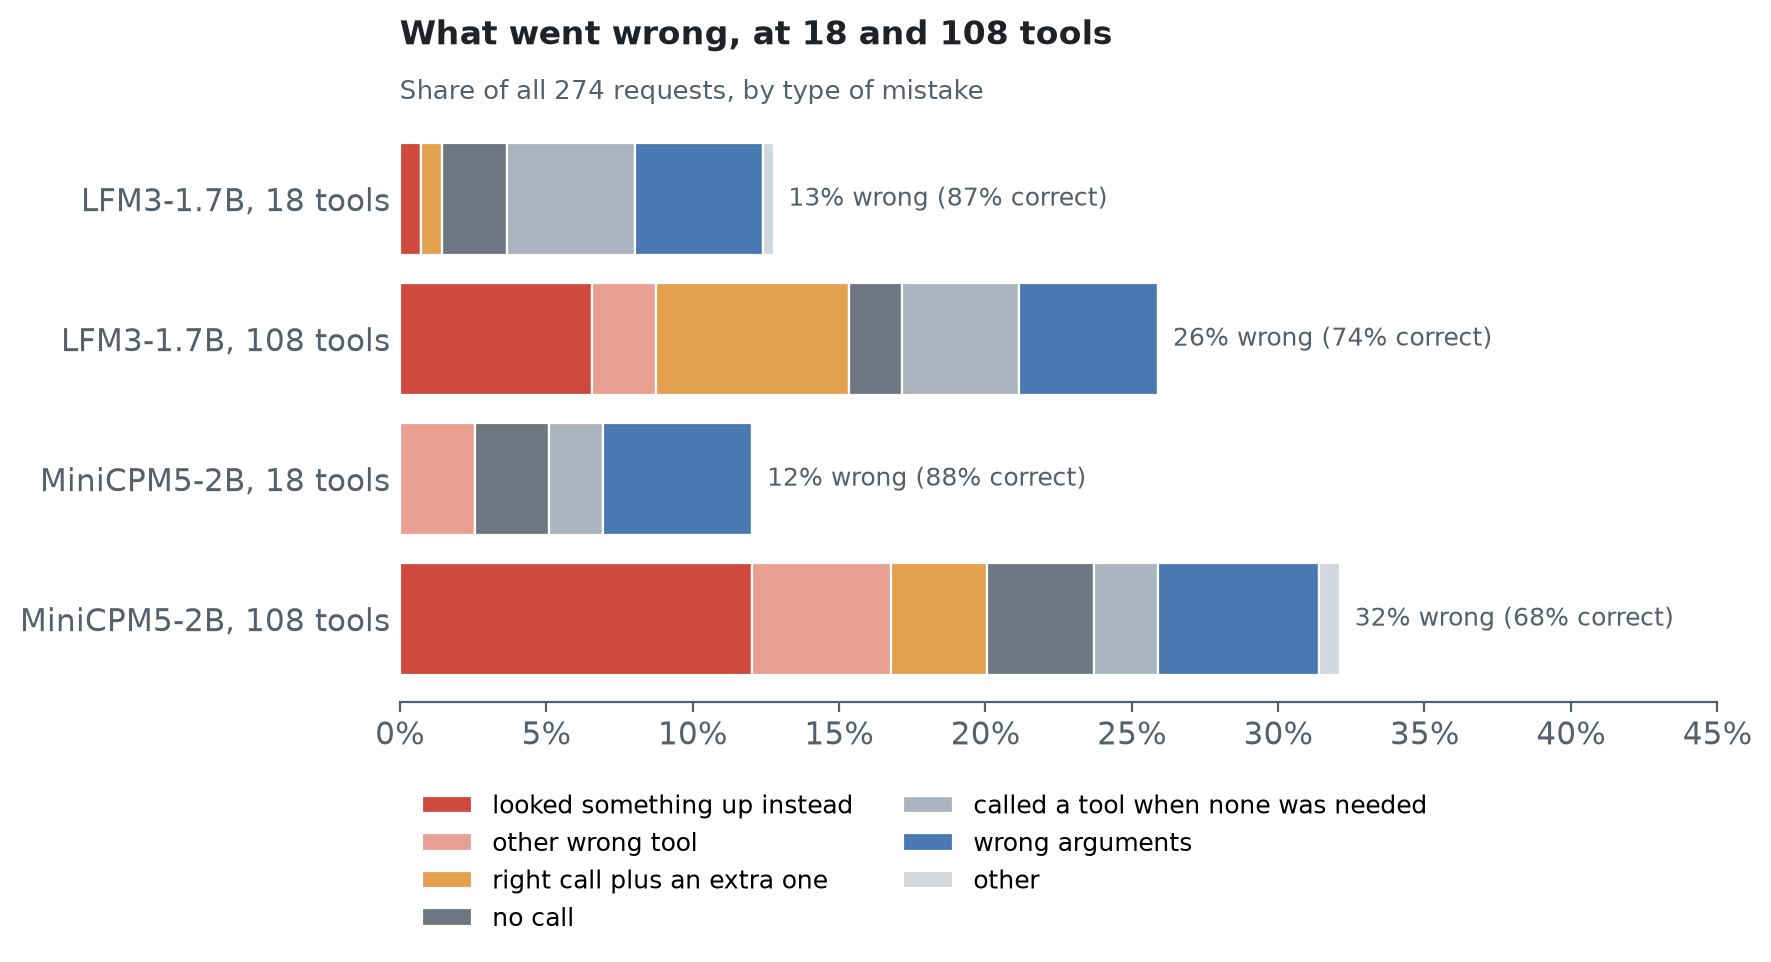 What went wrong, at 18 and 108 tools
Share of all 274 requests, by type of mistake
LFM3-1.7B, 18 tools
13% wrong (87% correct)
LFM3-1.7B, 108 tools
26% wrong (74% correct)
MiniCPM5-2B, 18 tools
12% wrong (88% correct)
MiniCPM5-2B, 108 tools
32% wrong (68% correct)
0% 5% 10% 15% 20% 25% 30% 35% 40% 45%
looked something up instead
other wrong tool
right call plus an extra one
no call
called a tool when none was needed
wrong arguments
other